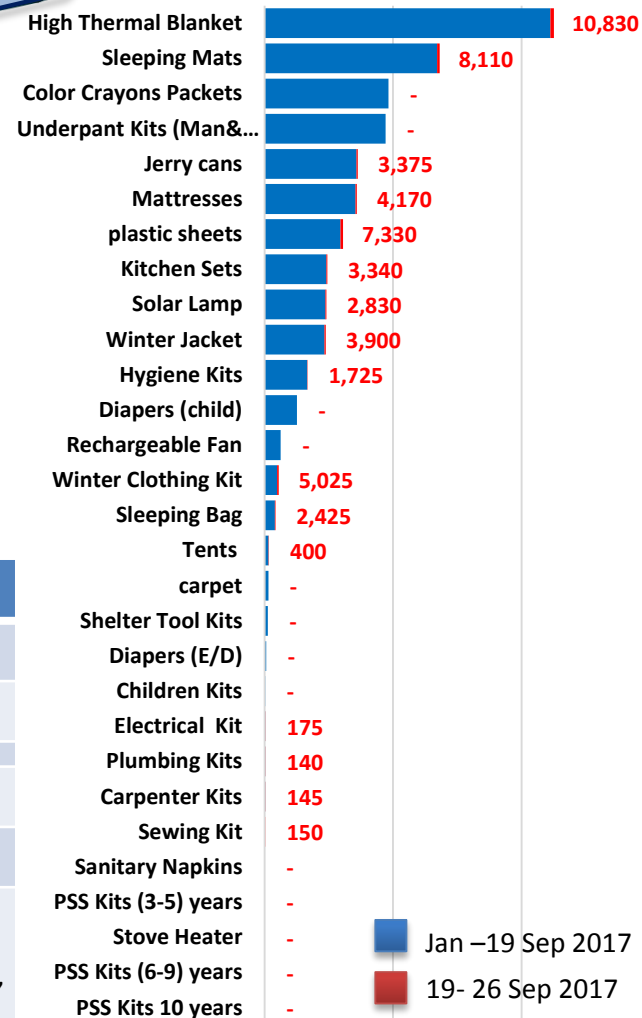 High Thermal Blanket 10,830
Sleeping Mats 8,110
Color Crayons Packets -
Underpant Kits (Man&... -
Jerry cans 3,375
Mattresses 4,170
plastic sheets 7,330
Kitchen Sets 3,340
Solar Lamp 2,830
Winter Jacket 3,900
Hygiene Kits 1,725
Diapers (child) -
Rechargeable Fan -
Winter Clothing Kit 5,025
Sleeping Bag 2,425
Tents 400
carpet -
Shelter Tool Kits -
Diapers (E/D) -
Children Kits -
Electrical Kit 175
Plumbing Kits 140
Carpenter Kits 145
Sewing Kit 150
Sanitary Napkins -
PSS Kits (3-5) years -
Stove Heater -
PSS Kits (6-9) years -
PSS Kits 10 years -
Jan –19 Sep 2017
19- 26 Sep 2017